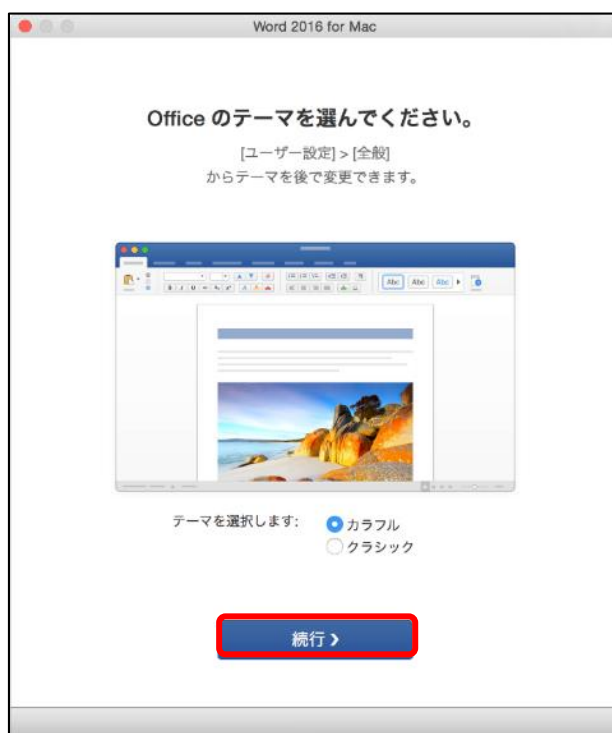 Word 2016 for Mac
Office のテーマを選んでください。
[ユーザー設定] > [全般]
からテーマを後で変更できます。
Abc Abc Abc
テーマを選択します: カラフル
クラシック
続行 ❯